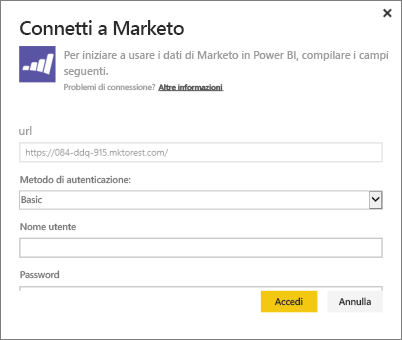 Connetti a Marketo
Per iniziare a usare i dati di Marketo in Power BI, compilare i campi
seguenti.
Problemi di connessione? Altre informazioni
url
https://084-ddq-915.mktorest.com/
Metodo di autenticazione:
Basic
Nome utente
Password
Accedi Annulla